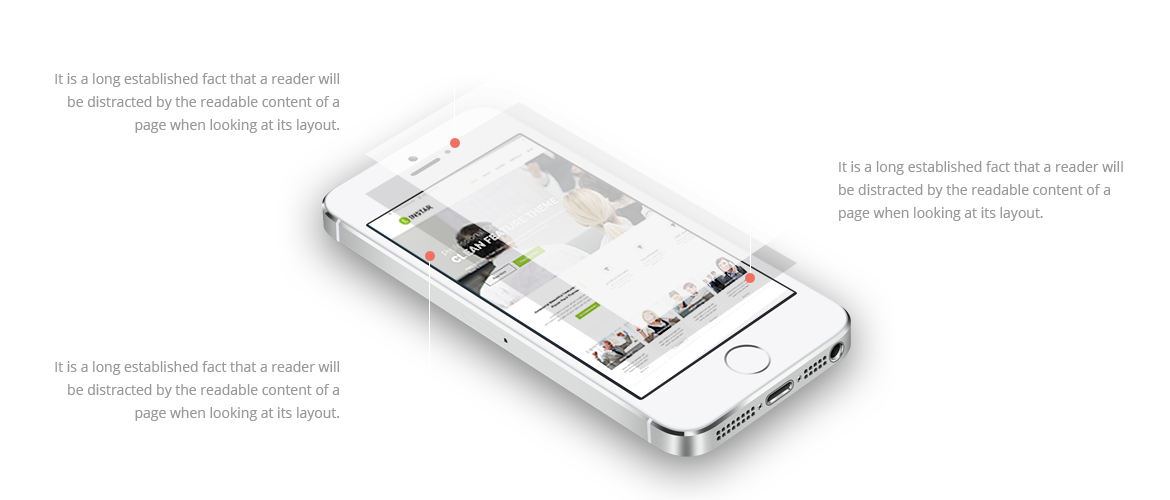 It is a long established fact that a reader will
be distracted by the readable content of a
page when looking at its layout.
It is a long established fact that a reader will
be distracted by the readable content of a
page when looking at its layout.
INSTAR
CLEAN FEATURE THEME
It is a long established fact that a reader will
be distracted by the readable content of a
page when looking at its layout.